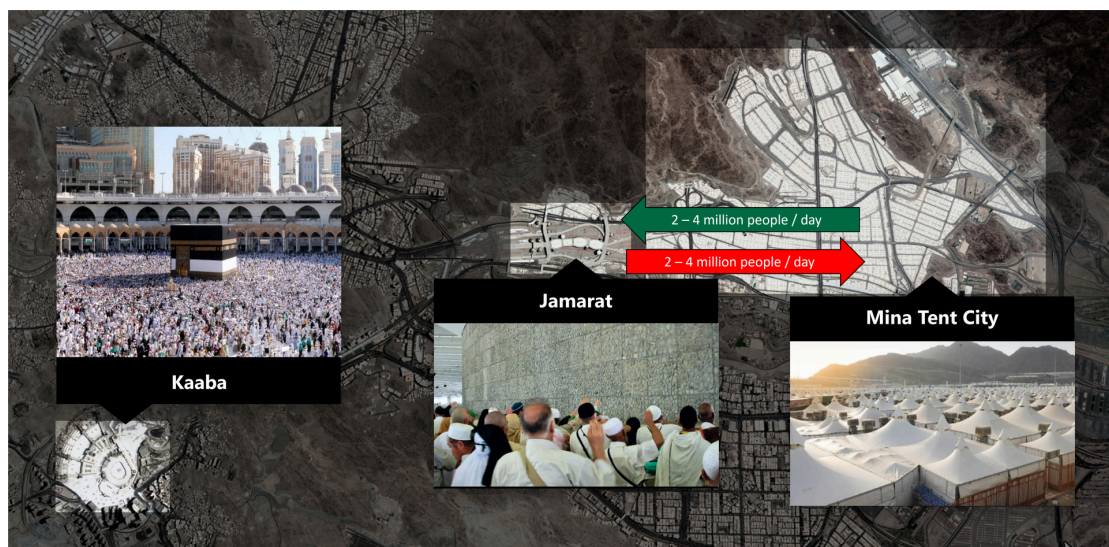 2 – 4 million people / day
2 – 4 million people / day
Jamarat
Mina Tent City
Kaaba